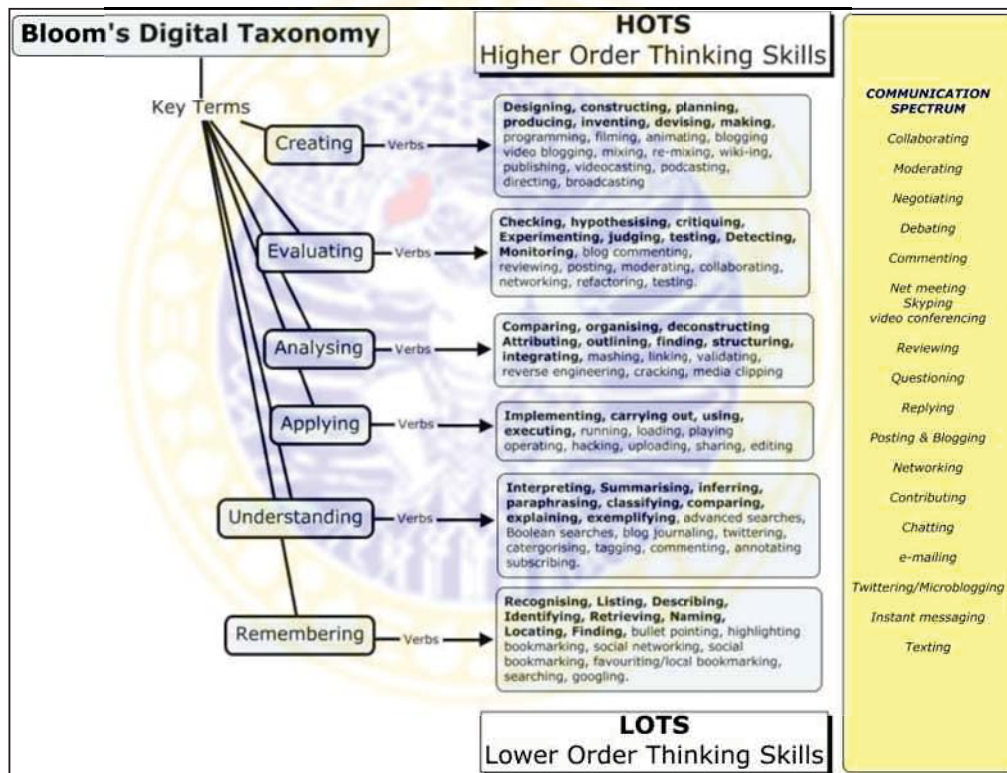 Bloom's Digital Taxonomy
HOTS
Higher Order Thinking Skills
Key Terms
Creating
Verbs
Designing, constructing, planning,
producing, inventing, devising, making,
programming, filming, animating, blogging
video blogging, mixing, re-mixing, wiki-ing,
publishing, videocasting, podcasting,
directing, broadcasting
Evaluating
Verbs
Checking, hypothesising, critiquing,
Experimenting, judging, testing, Detecting,
Monitoring, blog commenting,
reviewing, posting, moderating, collaborating,
networking, refactoring, testing.
Analysing
Verbs
Comparing, organising, deconstructing
Attributing, outlining, finding, structuring,
integrating, mashing, linking, validating,
reverse engineering, cracking, media clipping
Applying
Verbs
Implementing, carrying out, using,
executing, running, loading, playing
operating, hacking, uploading, sharing, editing
Understanding
Verbs
Interpreting, Summarising, inferring,
paraphrasing, classifying, comparing,
explaining, exemplifying, advanced searches,
Boolean searches, blog journaling, twittering,
catergorising, tagging, commenting, annotating
subscribing.
Remembering
Verbs
Recognising, Listing, Describing,
Identifying, Retrieving, Naming,
Locating, Finding, bullet pointing, highlighting
bookmarking, social networking, social
bookmarking, favouriting/local bookmarking,
searching, googling.
LOTS
Lower Order Thinking Skills
COMMUNICATION
SPECTRUM
Collaborating
Moderating
Negotiating
Debating
Commenting
Net meeting
Skyping
video conferencing
Reviewing
Questioning
Replying
Posting & Blogging
Networking
Contributing
Chatting
e-mailing
Twittering/Microblogging
Instant messaging
Texting